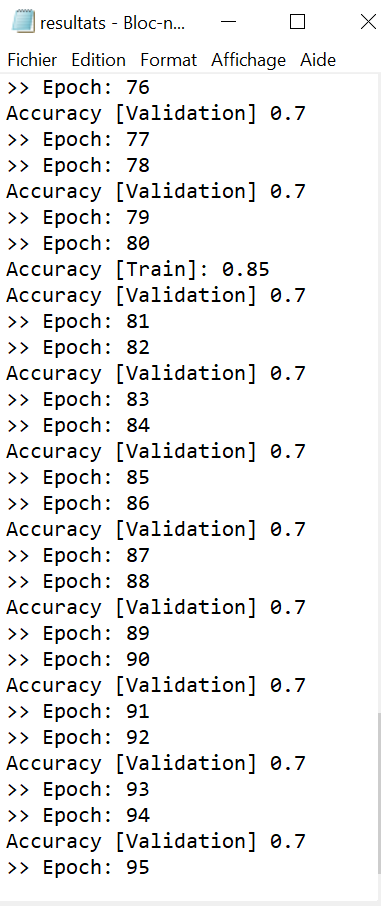 resultats - Bloc-n...
Fichier Edition Format Affichage Aide
>> Epoch: 76
Accuracy [Validation] 0.7
>> Epoch: 77
>> Epoch: 78
Accuracy [Validation] 0.7
>> Epoch: 79
>> Epoch: 80
Accuracy [Train]: 0.85
Accuracy [Validation] 0.7
>> Epoch: 81
>> Epoch: 82
Accuracy [Validation] 0.7
>> Epoch: 83
>> Epoch: 84
Accuracy [Validation] 0.7
>> Epoch: 85
>> Epoch: 86
Accuracy [Validation] 0.7
>> Epoch: 87
>> Epoch: 88
Accuracy [Validation] 0.7
>> Epoch: 89
>> Epoch: 90
Accuracy [Validation] 0.7
>> Epoch: 91
>> Epoch: 92
Accuracy [Validation] 0.7
>> Epoch: 93
>> Epoch: 94
Accuracy [Validation] 0.7
>> Epoch: 95